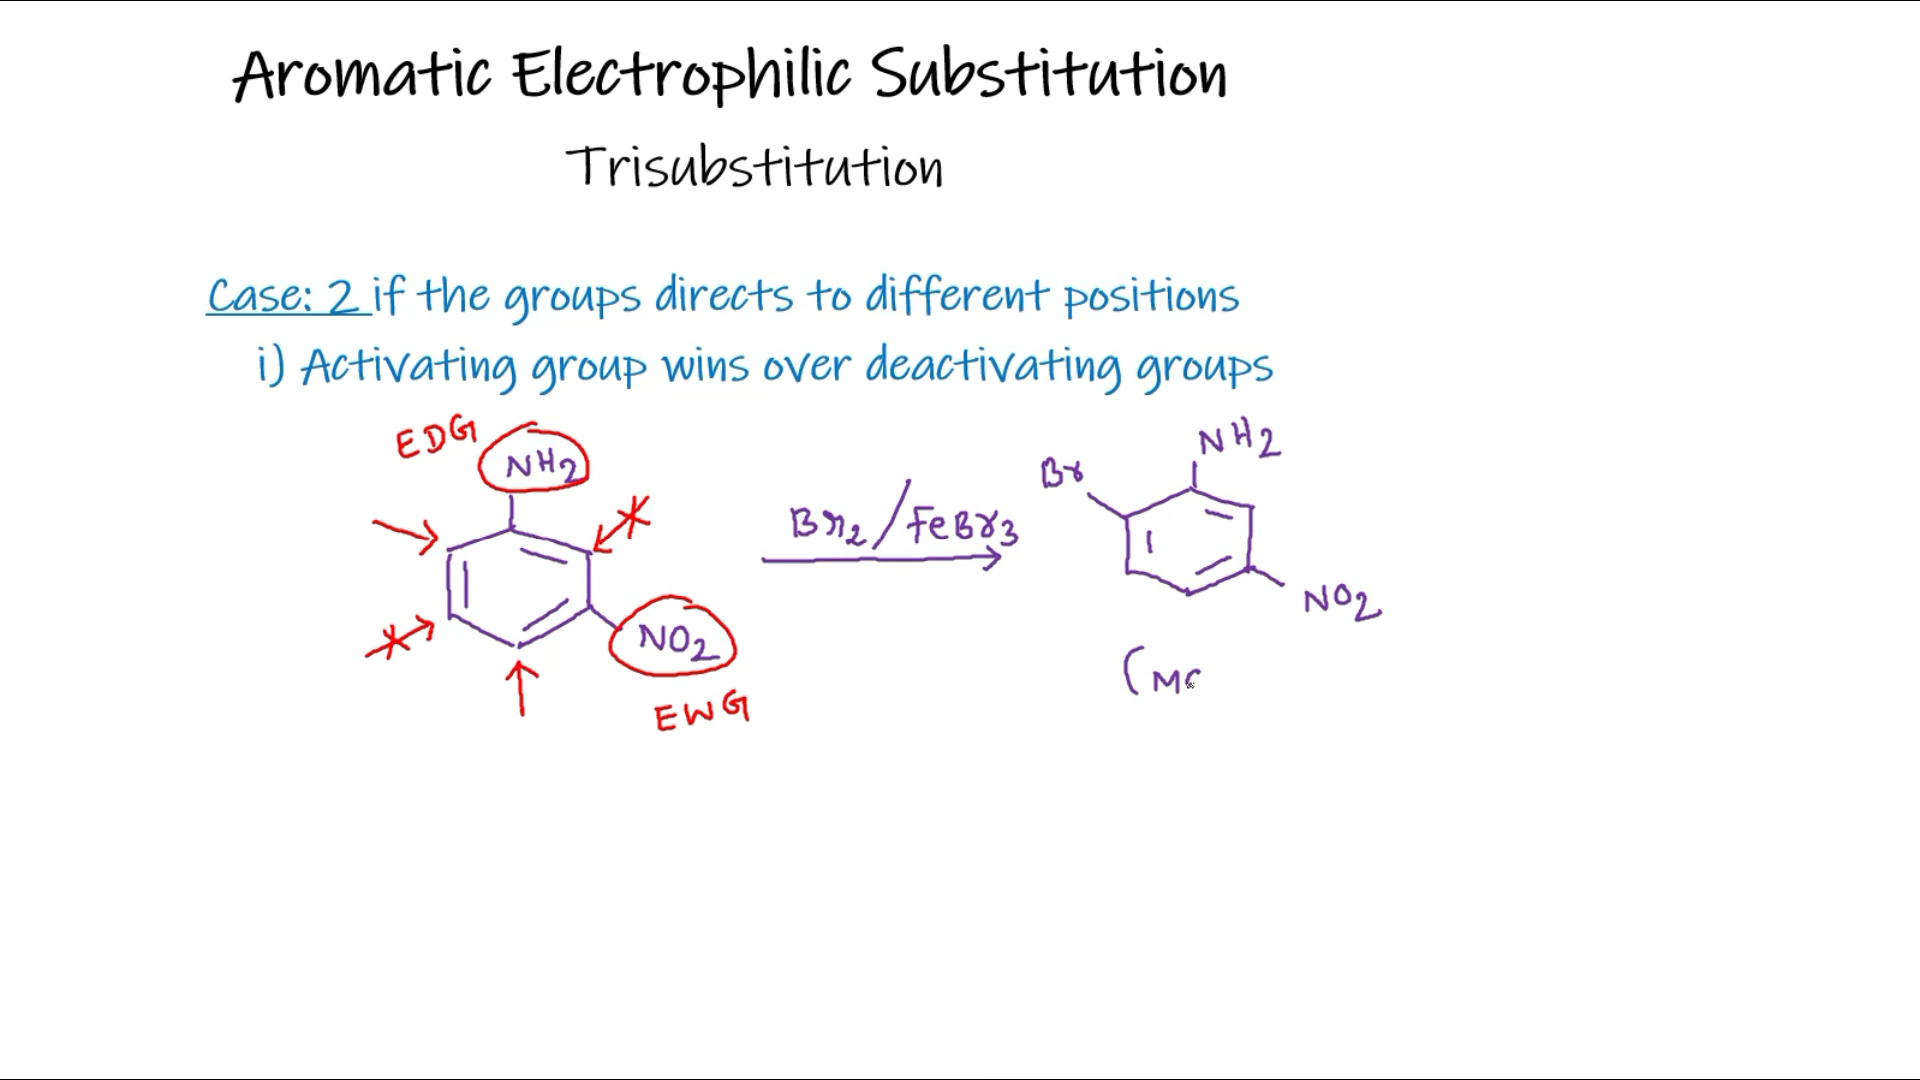 Aromatic Electrophilic Substitution
Trisubstitution
Case: 2 if the groups directs to different positions
i) Activating group wins over deactivating groups
EDG
NH2
NO2
EWG
Br2/FeBr3
Br
NH2
NO2
(M